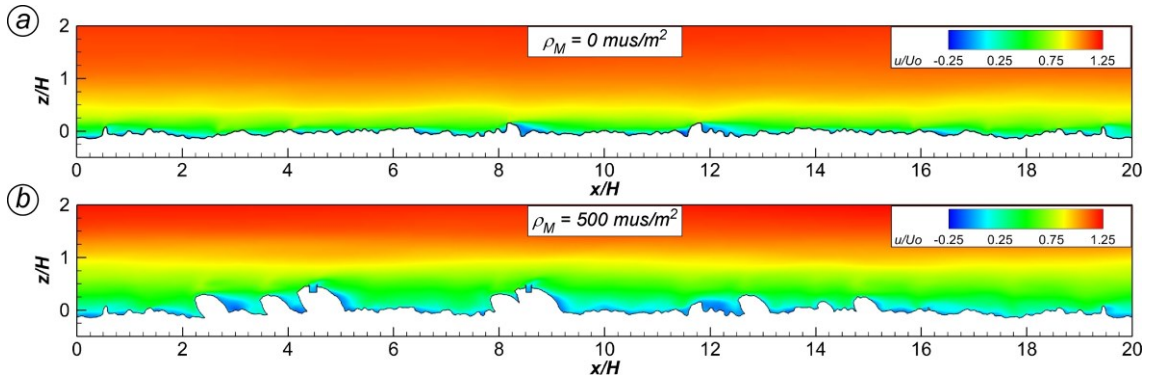 a
ρM = 0 mus/m²
u/Uo -0.25 0.25 0.75 1.25
z/H
2
1
0
0 2 4 6 8 10 12 14 16 18 20
x/H
b
ρM = 500 mus/m²
u/Uo -0.25 0.25 0.75 1.25
z/H
2
1
0
0 2 4 6 8 10 12 14 16 18 20
x/H